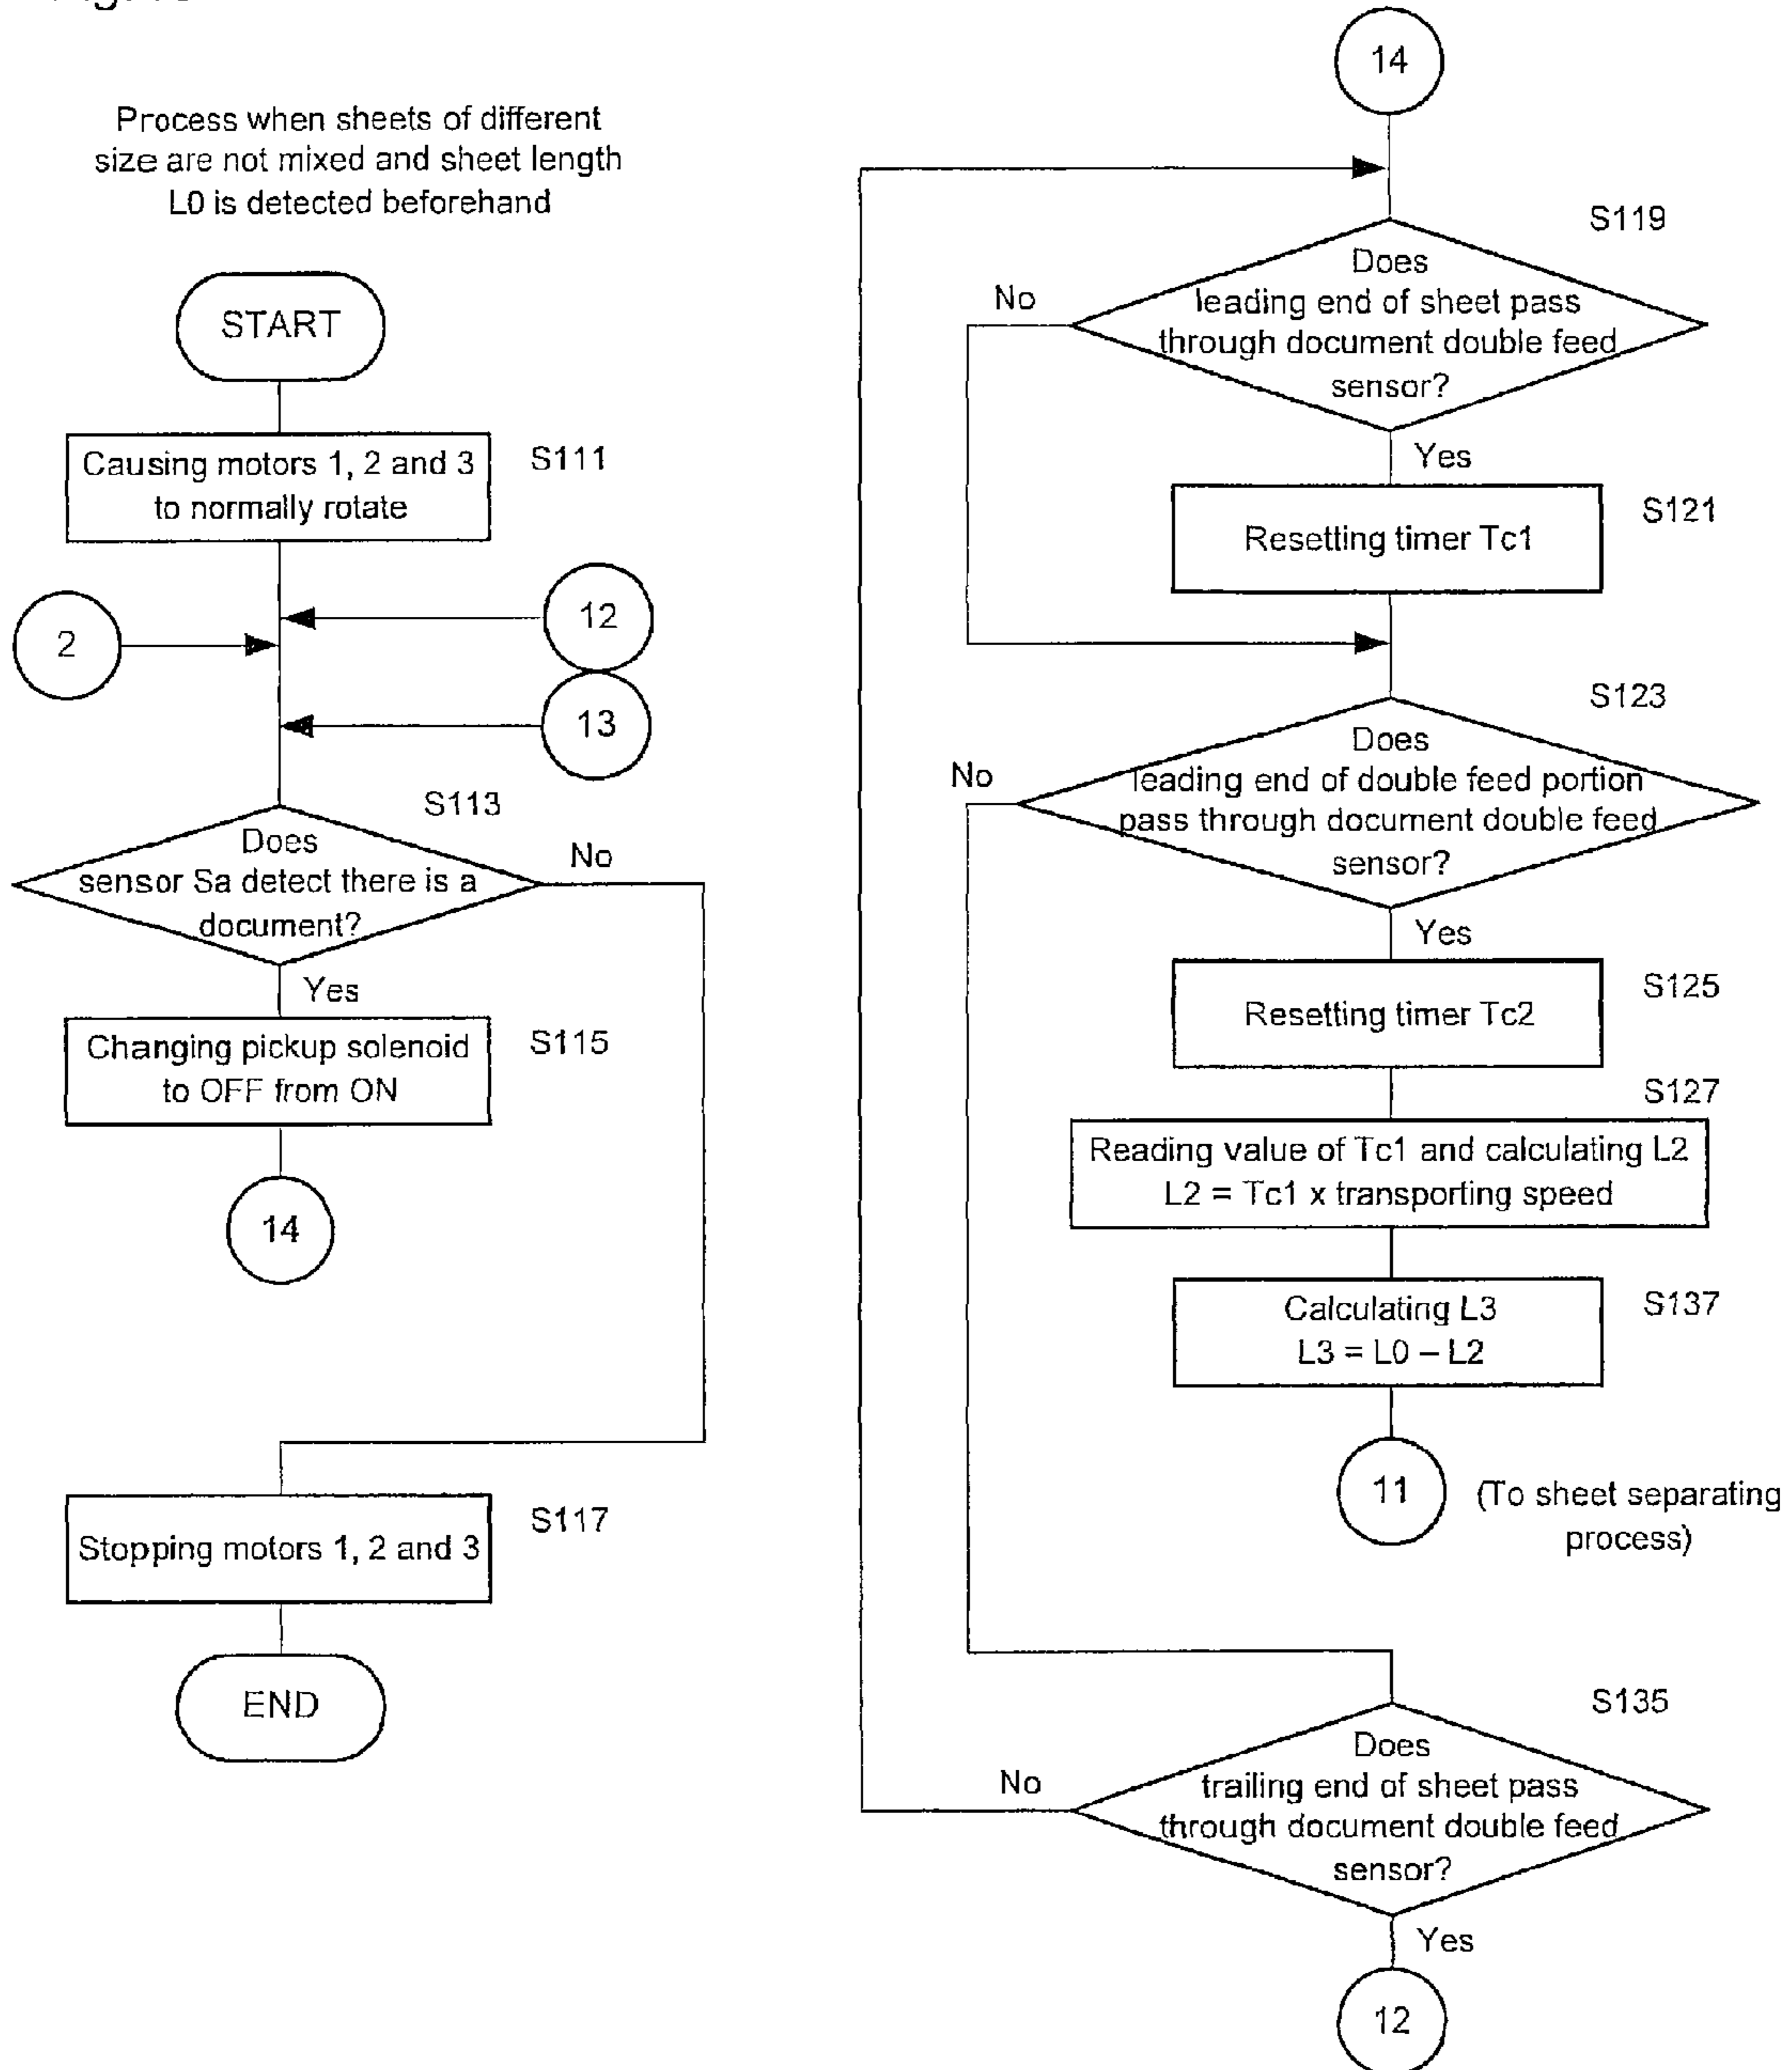 Process when sheets of different
size are not mixed and sheet length
L0 is detected beforehand
START
Causing motors 1, 2 and 3
to normally rotate
S111
12
2
13
S113
Does
sensor Sa detect there is a
document?
No
Yes
Changing pickup solenoid
to OFF from ON
S115
14
Stopping motors 1, 2 and 3
S117
END
14
S119
Does
leading end of sheet pass
through document double feed
sensor?
No
Yes
Resetting timer Tc1
S121
S123
Does
leading end of double feed portion
pass through document double feed
sensor?
No
Yes
Resetting timer Tc2
S125
S127
Reading value of Tc1 and calculating L2
L2 = Tc1 x transporting speed
Calculating L3
L3 = L0 – L2
S137
11
(To sheet separating
process)
S135
Does
trailing end of sheet pass
through document double feed
sensor?
No
Yes
12